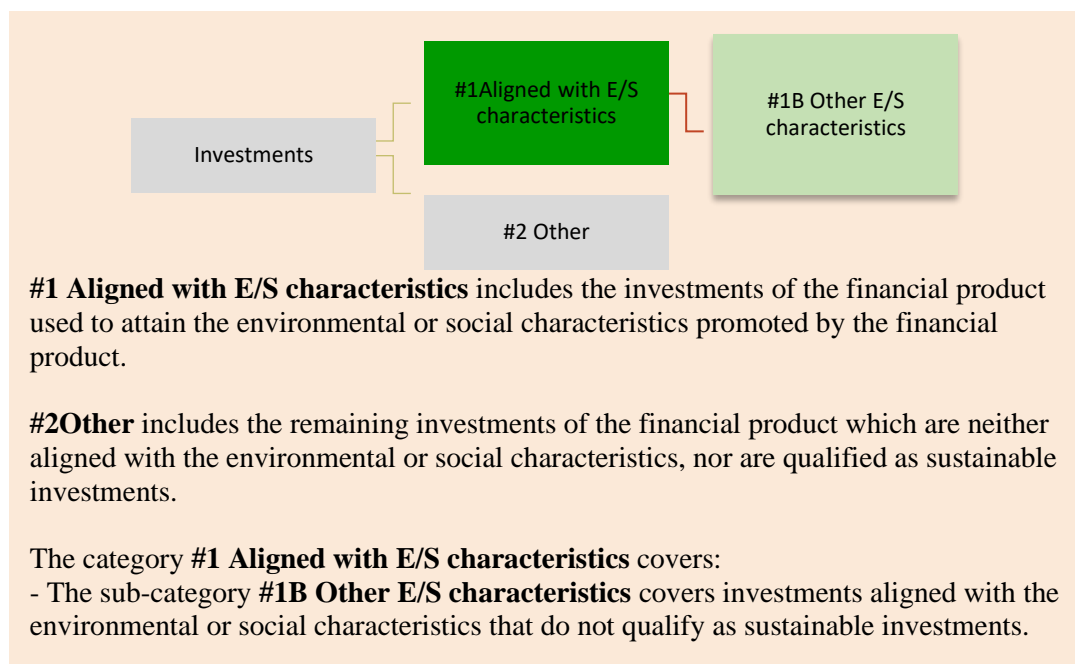 #1Aligned with E/S
characteristics
#1B Other E/S
characteristics
Investments
#2 Other
#1 Aligned with E/S characteristics includes the investments of the financial product
used to attain the environmental or social characteristics promoted by the financial
product.
#2Other includes the remaining investments of the financial product which are neither
aligned with the environmental or social characteristics, nor are qualified as sustainable
investments.
The category #1 Aligned with E/S characteristics covers:
- The sub-category #1B Other E/S characteristics covers investments aligned with the
environmental or social characteristics that do not qualify as sustainable investments.